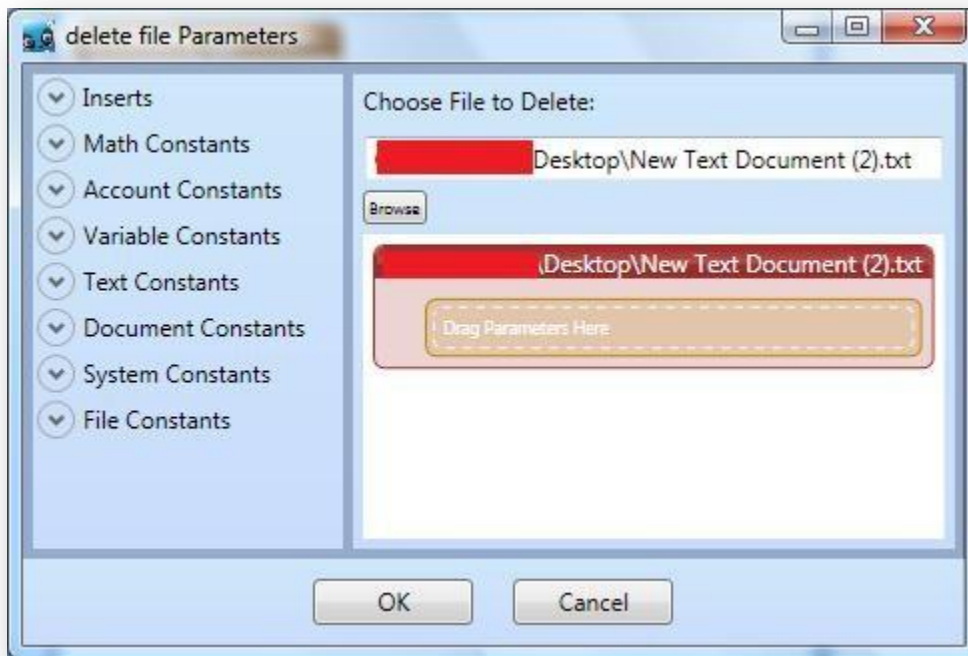 delete file Parameters
Inserts
Math Constants
Account Constants
Variable Constants
Text Constants
Document Constants
System Constants
File Constants
Choose File to Delete:
Desktop\New Text Document (2).txt
Browse
\Desktop\New Text Document (2).txt
Drag Parameters Here
OK
Cancel